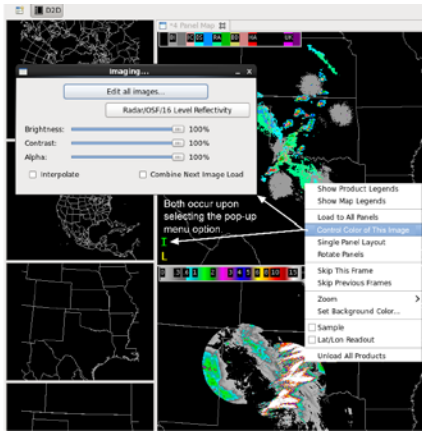 D2D
*4 Panel Map
Imaging...
Edit all images...
Radar/OSF/16 Level Reflectivity
Brightness: 100%
Contrast: 100%
Alpha: 100%
Interpolate
Combine Next Image Load
Both occur upon
selecting the pop-up
menu option.
I
L
Show Product Legends
Show Map Legends
Load to All Panels
Control Color of This Image
Single Panel Layout
Rotate Panels
Skip This Frame
Skip Previous Frames
Zoom
Set Background Color...
Sample
Lat/Lon Readout
Unload All Products